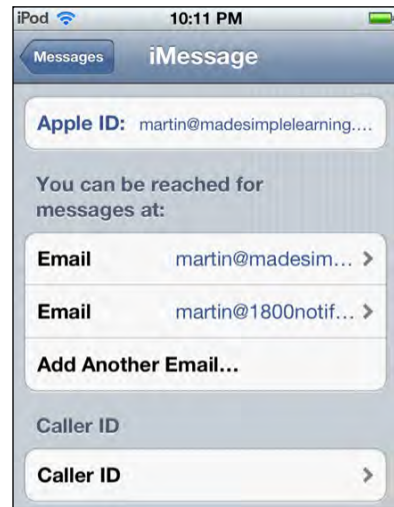 iPod 10:11 PM
Messages iMessage
Apple ID: martin@madesimplelearning....
You can be reached for
messages at:
Email martin@madesim... >
Email martin@1800notif... >
Add Another Email...
Caller ID
Caller ID >